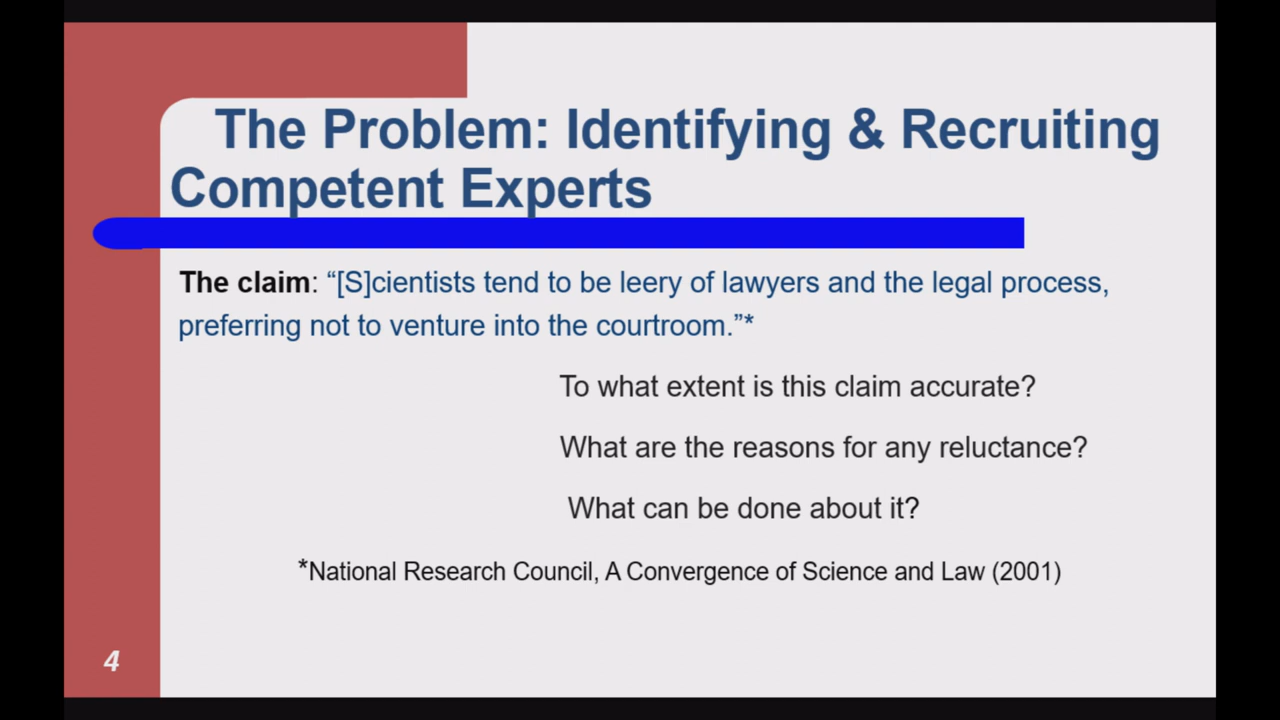 The Problem: Identifying & Recruiting
Competent Experts
The claim: “[S]cientists tend to be leery of lawyers and the legal process,
preferring not to venture into the courtroom.”*
To what extent is this claim accurate?
What are the reasons for any reluctance?
What can be done about it?
*National Research Council, A Convergence of Science and Law (2001)
4